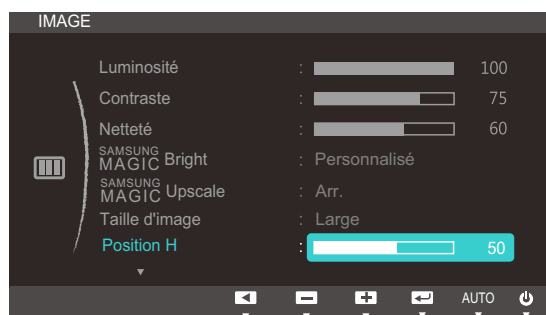 IMAGE
Luminosité : 100
Contraste : 75
Netteté : 60
SAMSUNG MAGIC Bright : Personnalisé
SAMSUNG MAGIC Upscale : Arr.
Taille d'image : Large
Position H : 50
AUTO